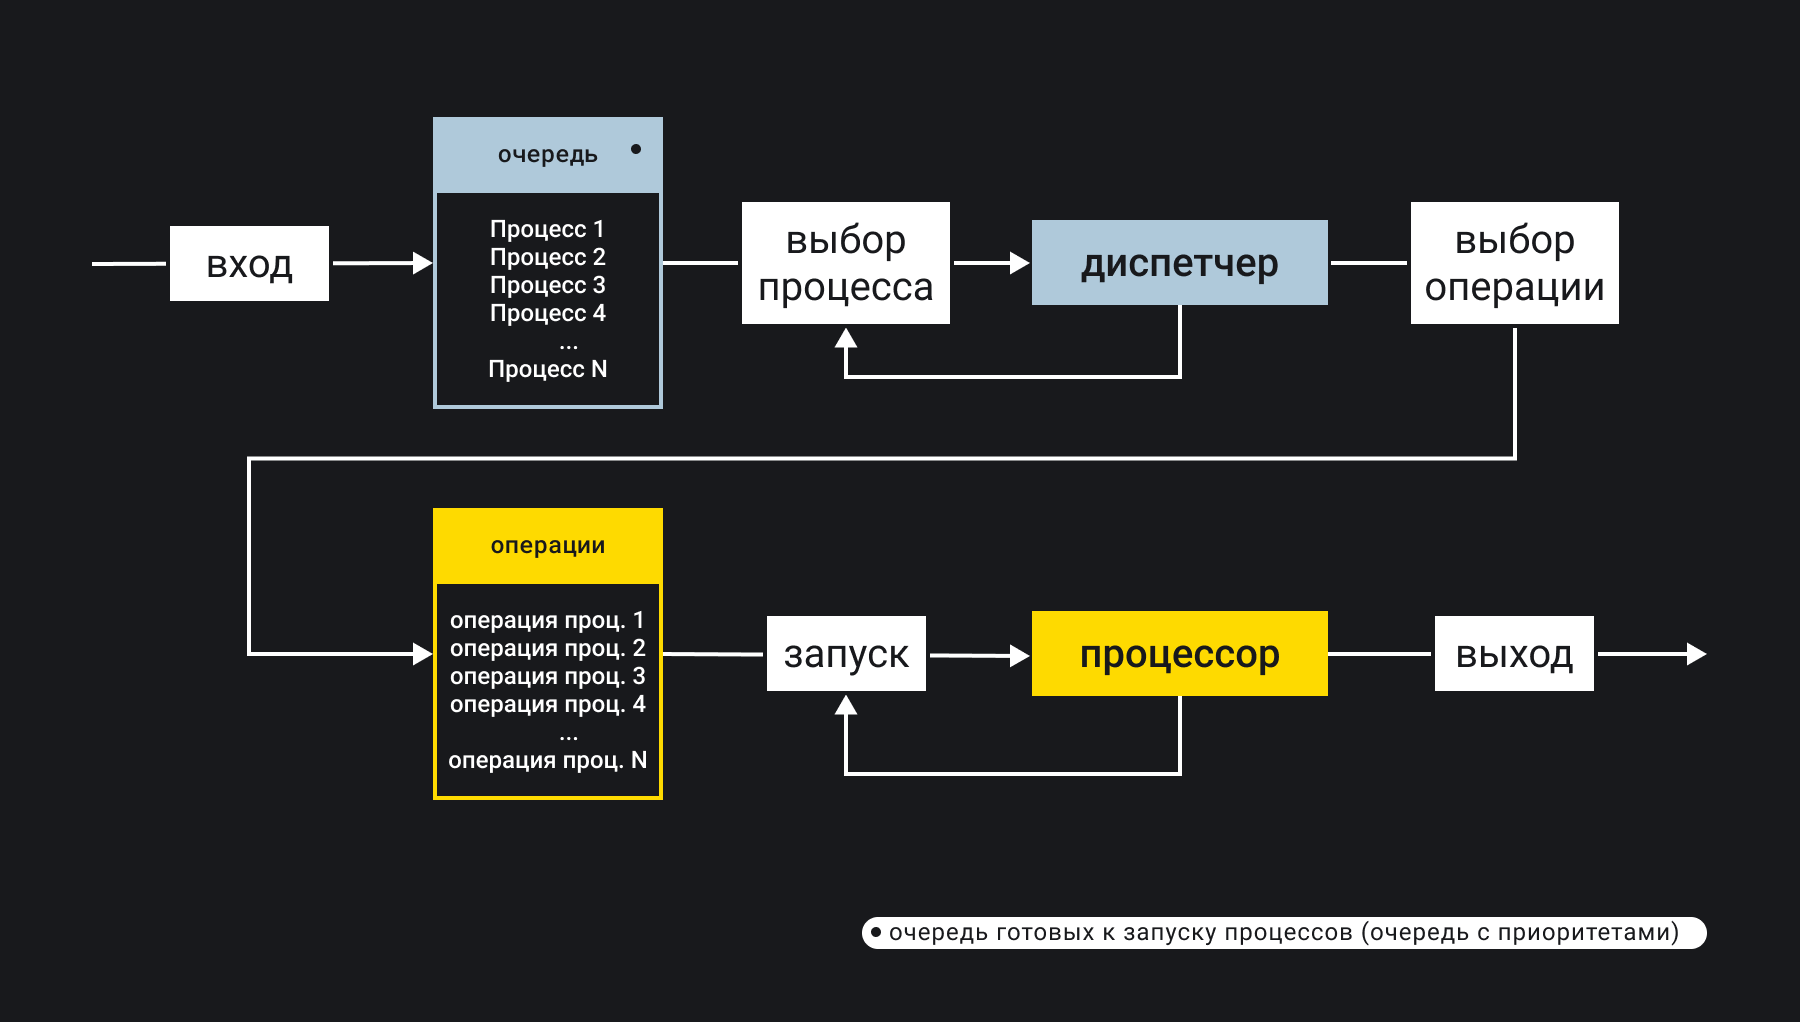 очередь
Процесс 1
Процесс 2
Процесс 3
Процесс 4
...
Процесс N
вход
выбор
процесса
диспетчер
выбор
операции
операции
операция проц. 1
операция проц. 2
операция проц. 3
операция проц. 4
...
операция проц. N
запуск
процессор
выход
• очередь готовых к запуску процессов (очередь с приоритетами)